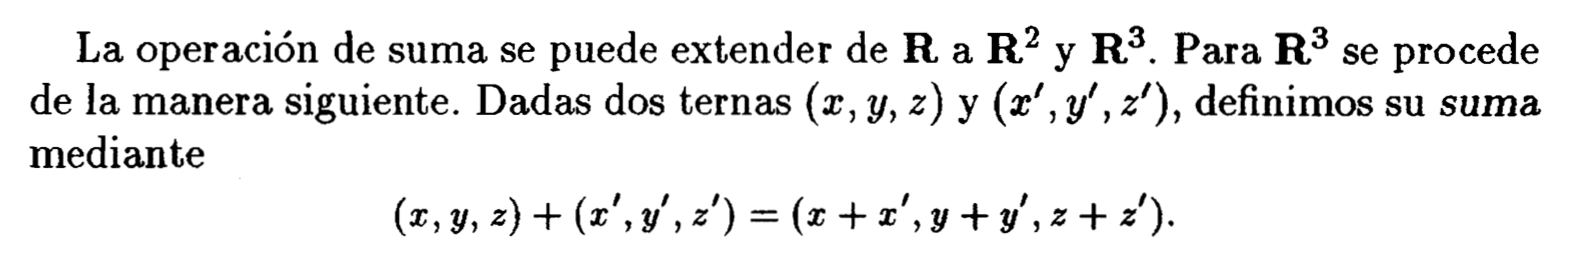 La operación de suma se puede extender de R a R² y R³. Para R³ se procede
de la manera siguiente. Dadas dos ternas (x, y, z) y (x′, y′, z′), definimos su suma
mediante
(x, y, z) + (x′, y′, z′) = (x + x′, y + y′, z + z′).